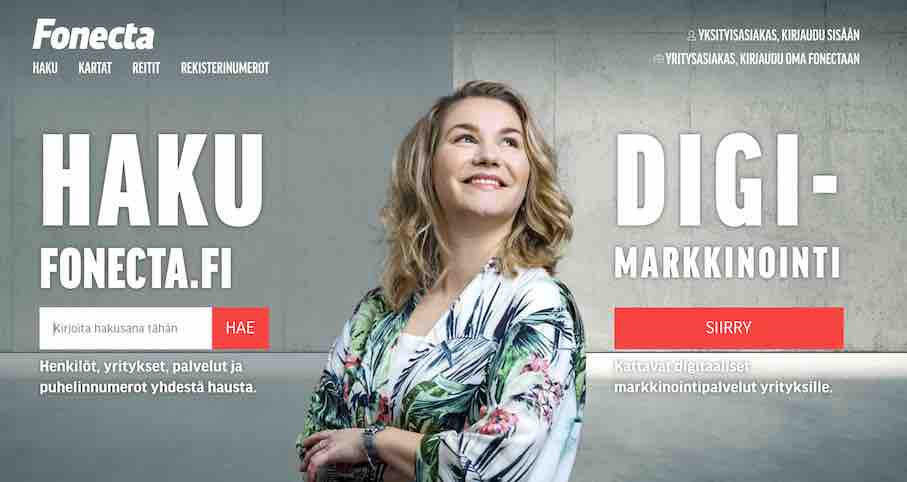 Fonecta
HAKU KARTAT REITIT REKISTERINUMEROT
YKSITYISASIAKAS, KIRJAUDU SISÄÄN
YRITYSASIAKAS, KIRJAUDU OMA FONECTAAN
HAKU
FONECTA.FI
Kirjoita hakusana tähän HAE
Henkilöt, yritykset, palvelut ja
puhelinnumerot yhdestä hausta.
DIGI-
MARKKINOINTI
SIIRRY
Kattavat digitaaliset
markkinointipalvelut yrityksille.